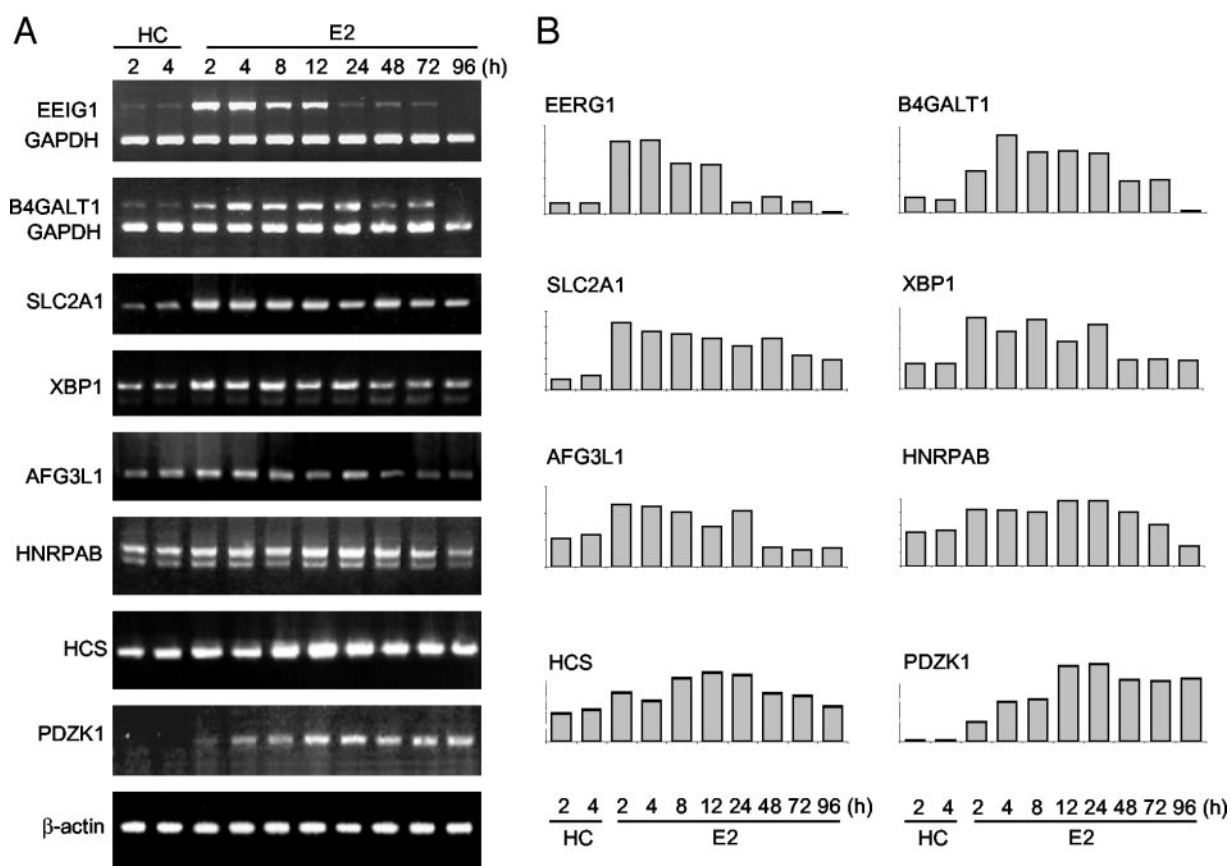 A
HC E2
2 4 2 4 8 12 24 48 72 96 (h)
EEIG1
GAPDH
B4GALT1
GAPDH
SLC2A1
XBP1
AFG3L1
HNRPAB
HCS
PDZK1
β-actin
B
EERG1 B4GALT1
SLC2A1 XBP1
AFG3L1 HNRPAB
HCS PDZK1
2 4 2 4 8 12 24 48 72 96 (h) 2 4 2 4 8 12 24 48 72 96 (h)
HC E2 HC E2